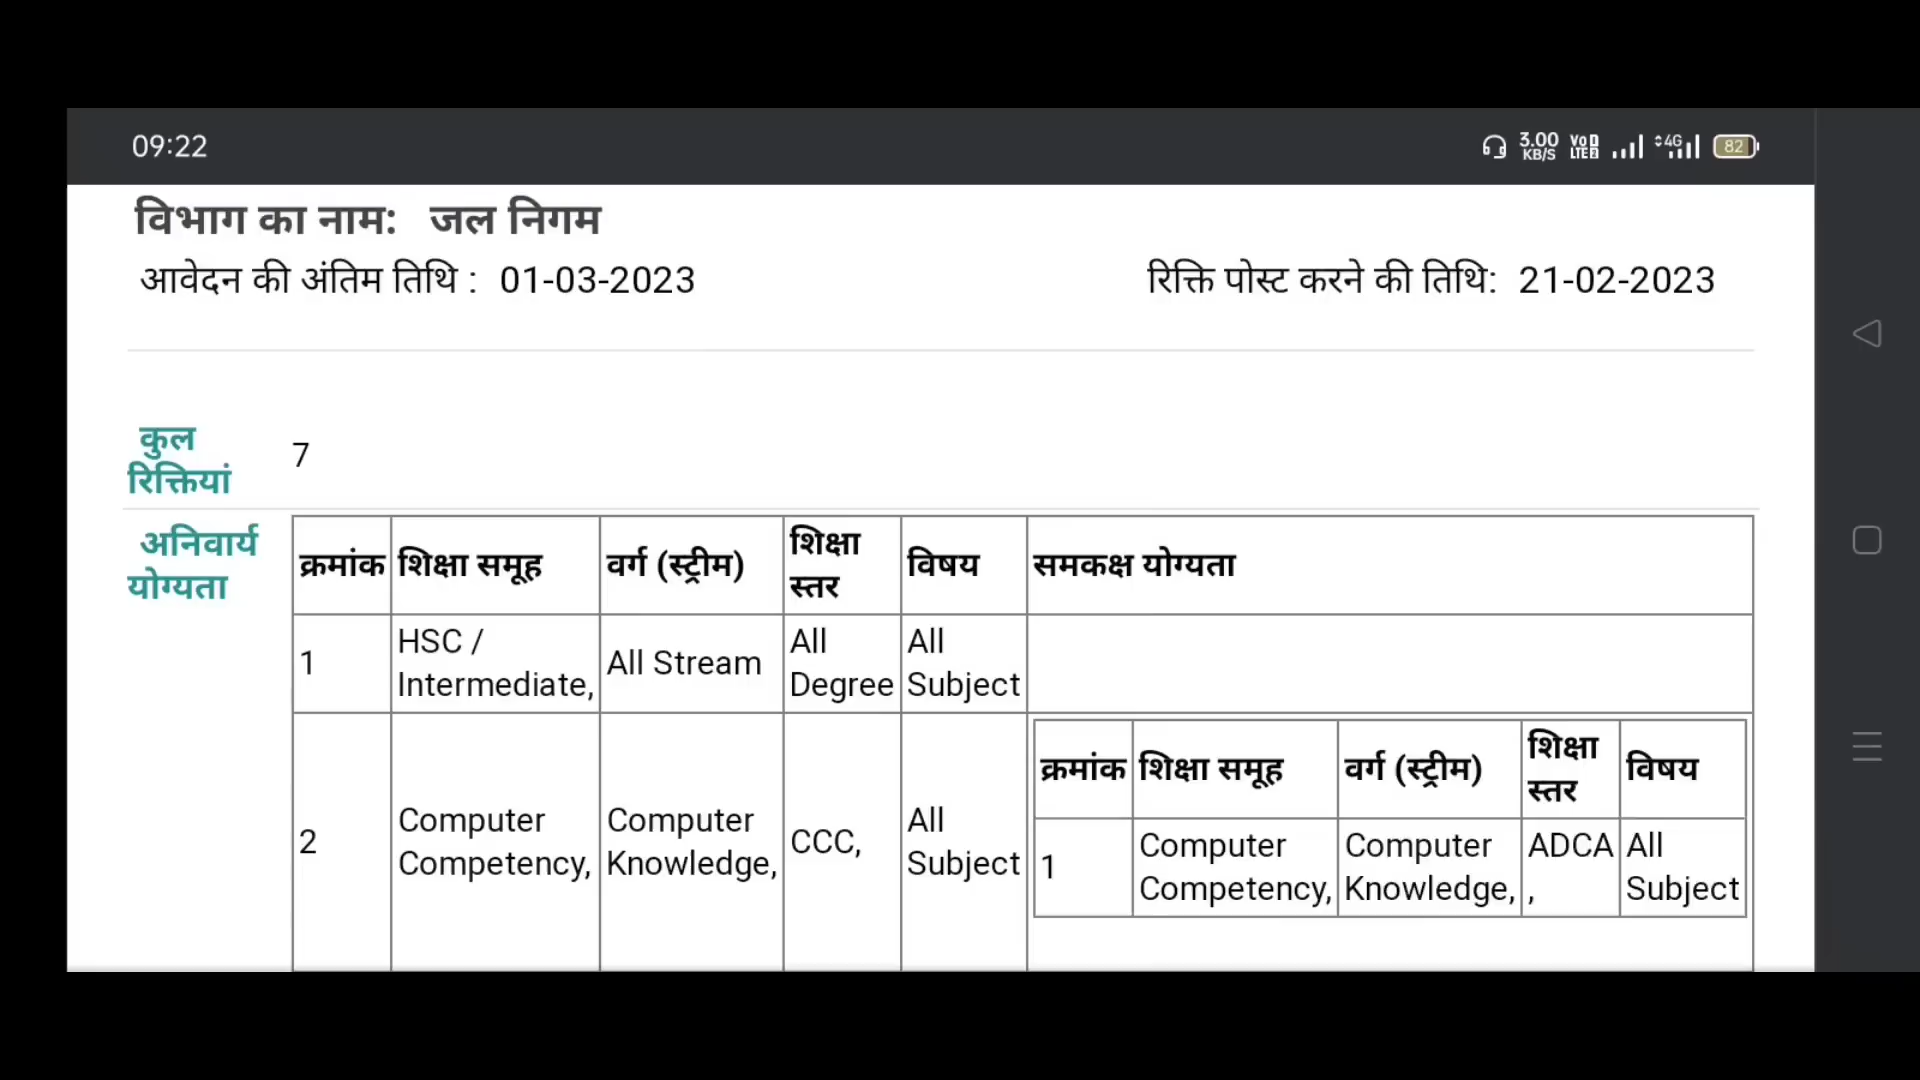 09:22 3.00 KB/S VoD LTE2 4G 82
विभाग का नाम: जल निगम
आवेदन की अंतिम तिथि : 01-03-2023 रिक्ति पोस्ट करने की तिथि: 21-02-2023
कुल रिक्तियां 7
अनिवार्य योग्यता
क्रमांक शिक्षा समूह वर्ग (स्ट्रीम) शिक्षा स्तर विषय समकक्ष योग्यता
1 HSC / Intermediate, All Stream All Degree All Subject
2 Computer Competency, Computer Knowledge, CCC, All Subject
क्रमांक शिक्षा समूह वर्ग (स्ट्रीम) शिक्षा स्तर विषय
1 Computer Competency, Computer Knowledge, ADCA , All Subject